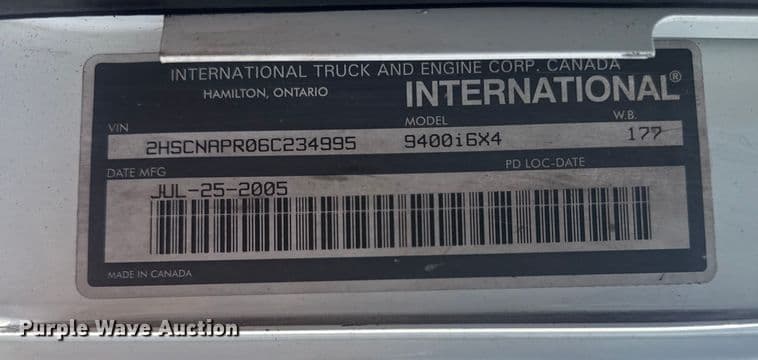 INTERNATIONAL TRUCK AND ENGINE CORP. CANADA
HAMILTON, ONTARIO
INTERNATIONAL®
VIN MODEL W.B.
2HSCNAPR06C234995 9400i6X4 177
DATE MFG PD LOC-DATE
JUL-25-2005
MADE IN CANADA
Purple Wave Auction